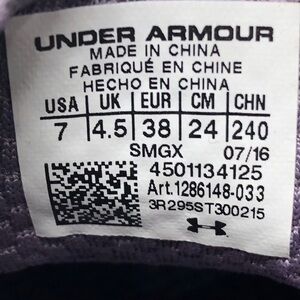 UNDER ARMOUR
MADE IN CHINA
FABRIQUÉ EN CHINE
HECHO EN CHINA
USA UK EUR CM CHN
7 4.5 38 24 240
SMGX 07/16
4501134125
Art.1286148-033
3R295ST300215